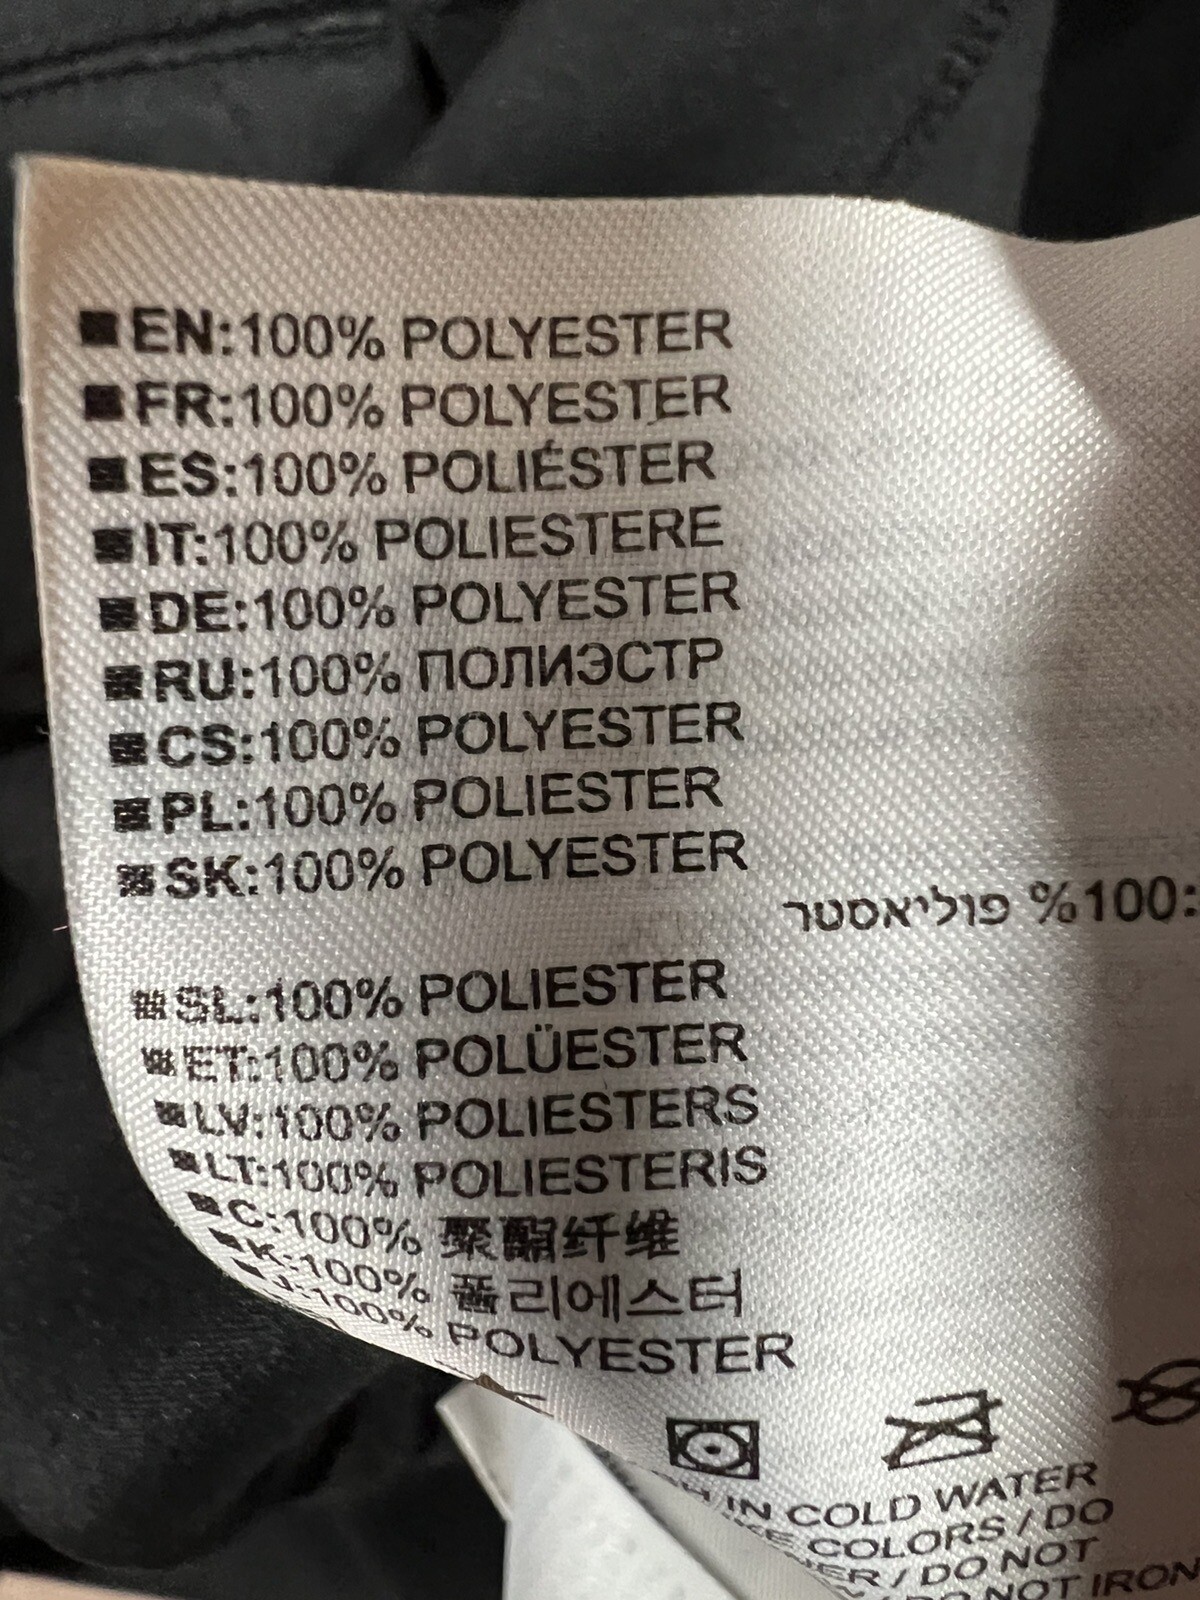 EN:100% POLYESTER
FR:100% POLYESTER
ES:100% POLIÉSTER
IT:100% POLIESTERE
DE:100% POLYESTER
RU:100% ПОЛИЭСТР
CS:100% POLYESTER
PL:100% POLIESTER
SK:100% POLYESTER
:100% פוליאסטר
SL:100% POLIESTER
ET:100% POLÜESTER
LV:100% POLIESTERS
LT:100% POLIESTERIS
C:100% 聚酯纤维
K:100% 폴리에스터
J:100% POLYESTER
IN COLD WATER
COLORS / DO
/ DO NOT
NOT IRON